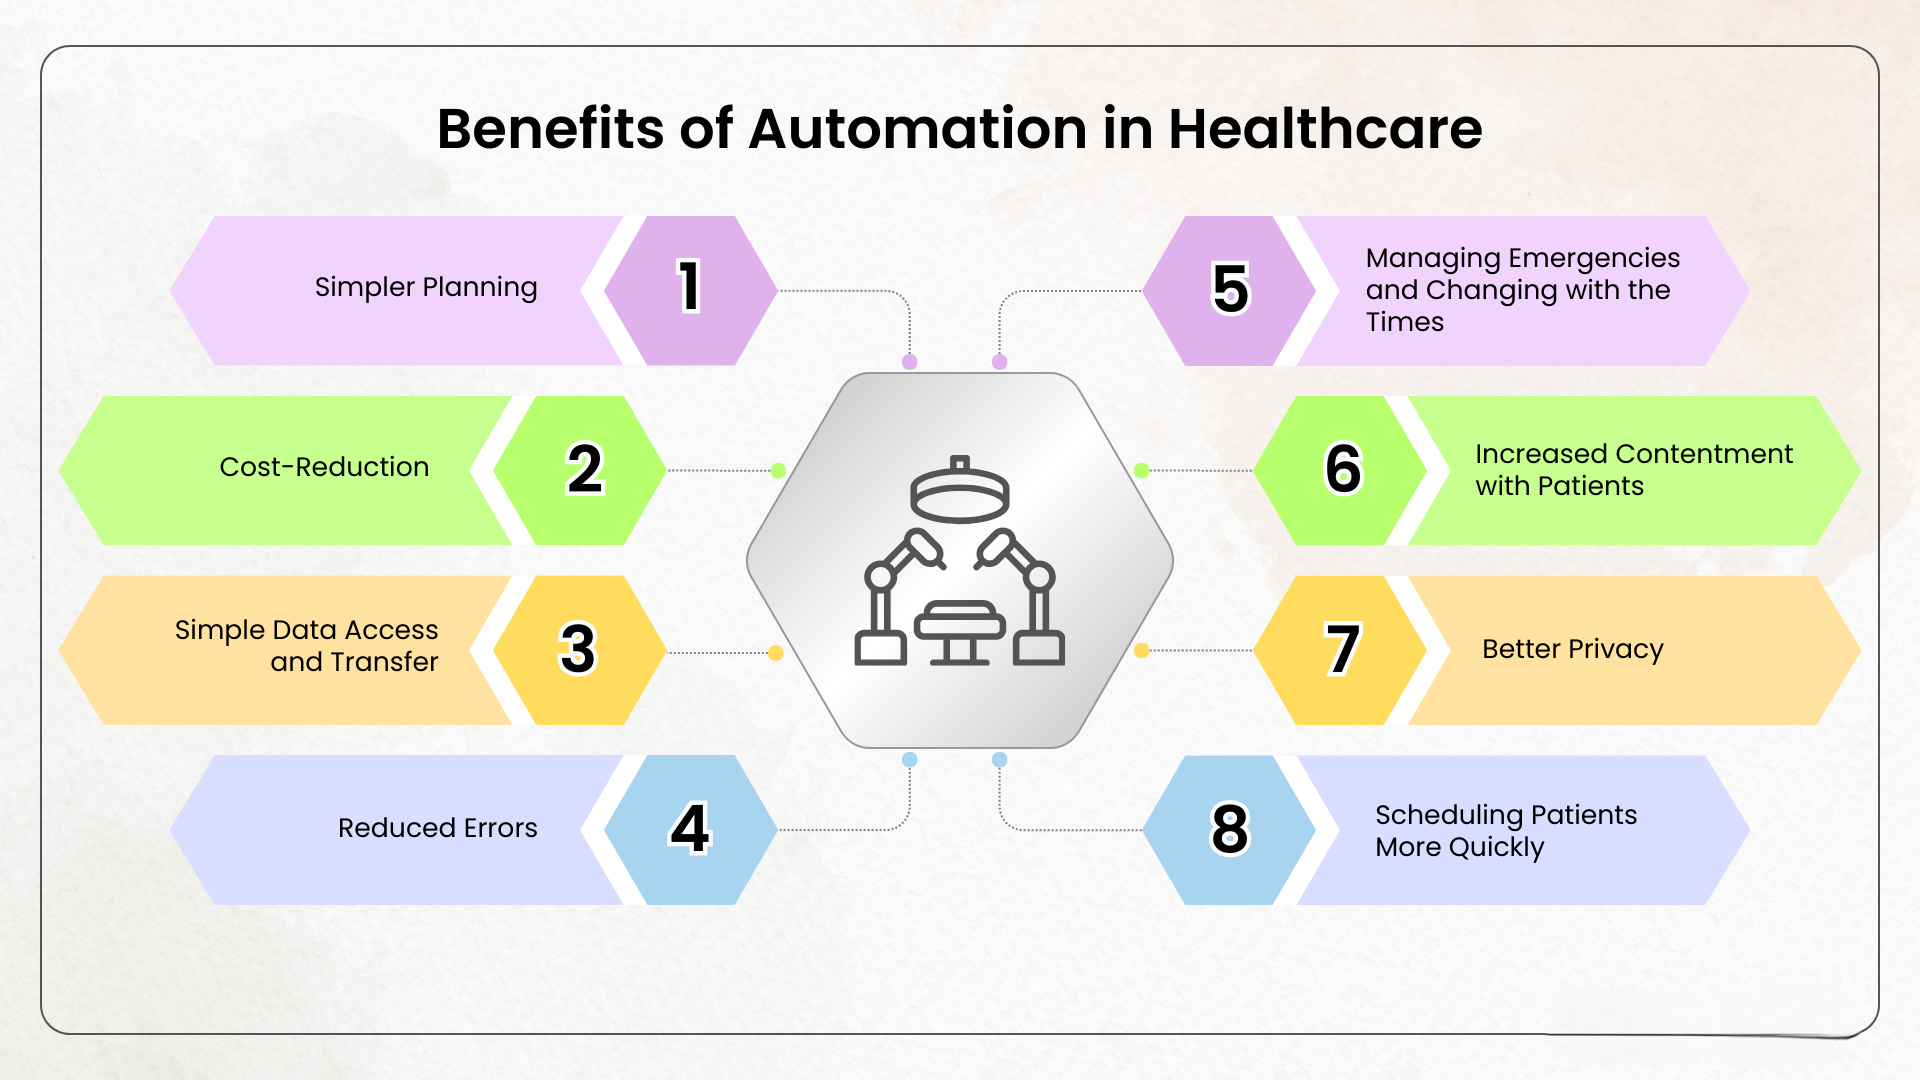 Benefits of Automation in Healthcare
Simpler Planning
1
Cost-Reduction
2
Simple Data Access
and Transfer
3
Reduced Errors
4
5
Managing Emergencies
and Changing with the
Times
6
Increased Contentment
with Patients
7
Better Privacy
8
Scheduling Patients
More Quickly